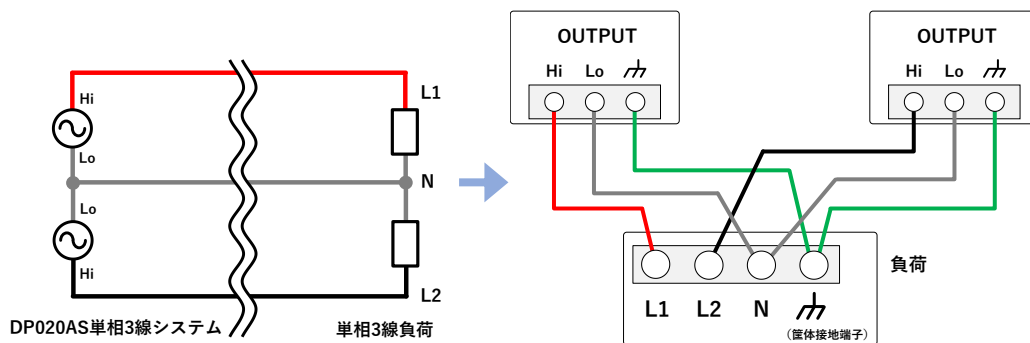 Hi
Lo
Lo
Hi
L1
N
L2
DP020AS単相3線システム
単相3線負荷
OUTPUT
Hi Lo
OUTPUT
Hi Lo
負荷
L1 L2 N
(筐体接地端子)